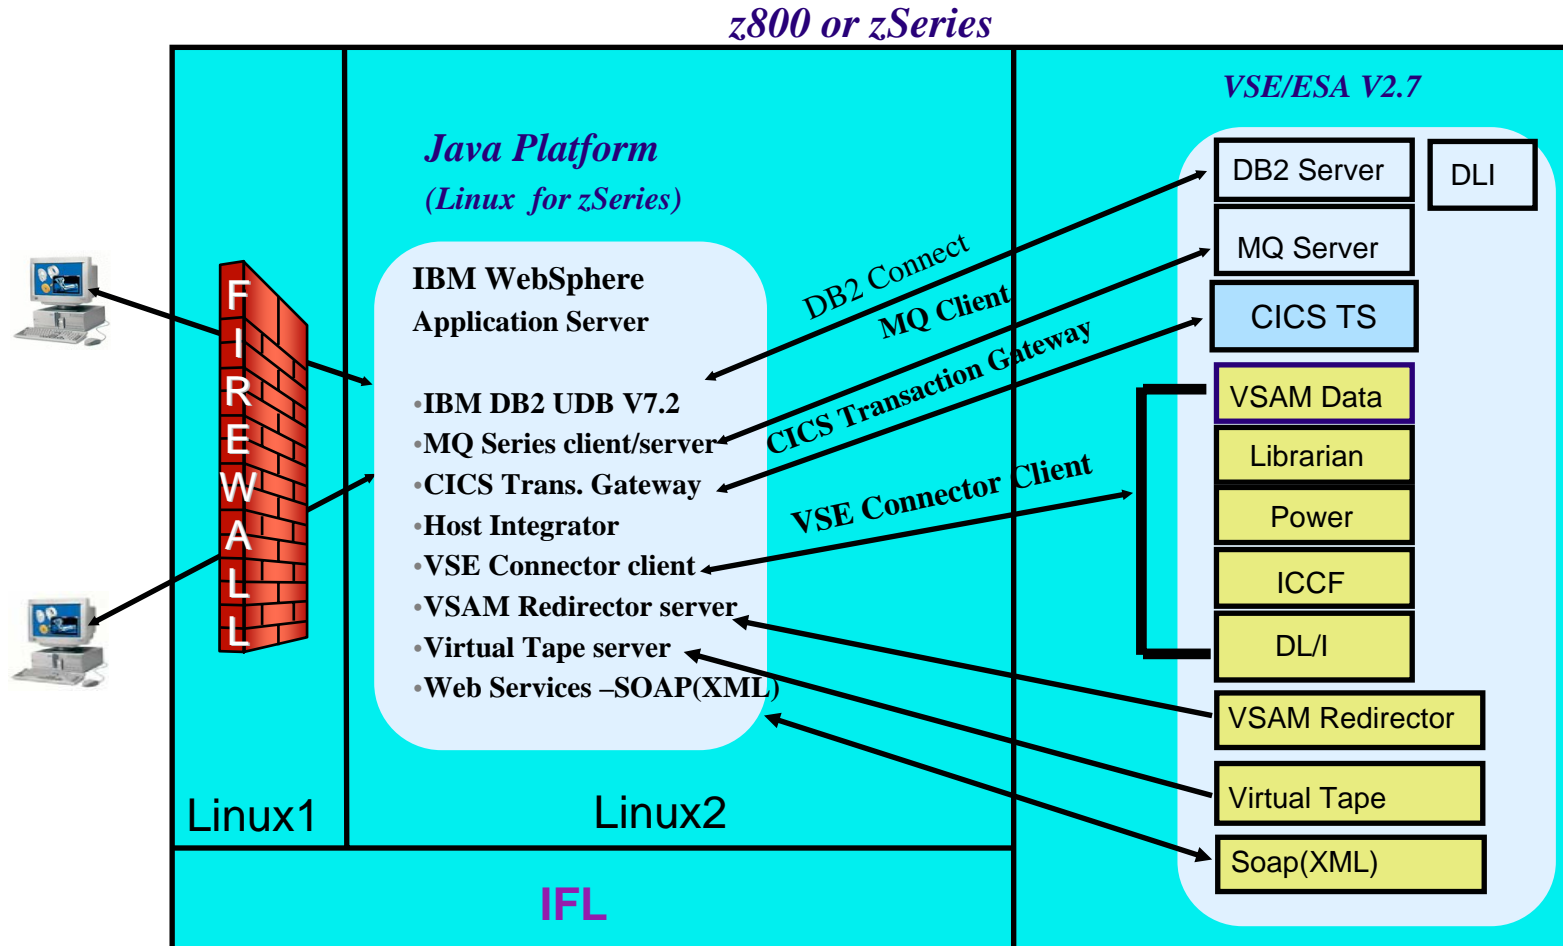 z800 or zSeries
VSE/ESA V2.7
Java Platform
(Linux for zSeries)
FIREWALL
IBM WebSphere
Application Server
•IBM DB2 UDB V7.2
•MQ Series client/server
•CICS Trans. Gateway
•Host Integrator
•VSE Connector client
•VSAM Redirector server
•Virtual Tape server
•Web Services –SOAP(XML)
DB2 Connect
MQ Client
CICS Transaction Gateway
VSE Connector Client
DB2 Server
DLI
MQ Server
CICS TS
VSAM Data
Librarian
Power
ICCF
DL/I
VSAM Redirector
Virtual Tape
Soap(XML)
Linux1
Linux2
IFL